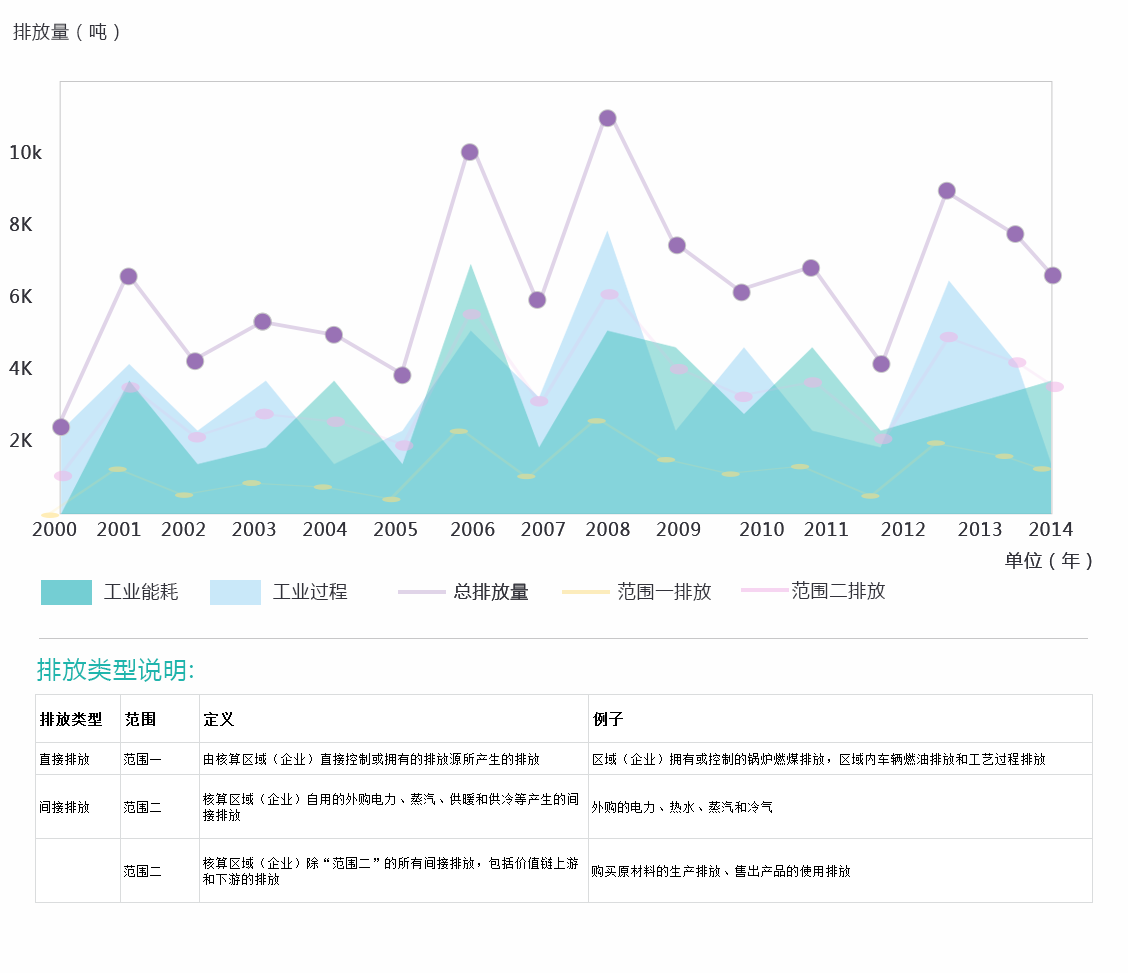 排放量（吨）
10k
8K
6K
4K
2K
2000 2001 2002 2003 2004 2005 2006 2007 2008 2009 2010 2011 2012 2013 2014
单位（年）
工业能耗 工业过程 总排放量 范围一排放 范围二排放
排放类型说明:
排放类型 范围 定义 例子
直接排放 范围一 由核算区域（企业）直接控制或拥有的排放源所产生的排放 区域（企业）拥有或控制的锅炉燃煤排放，区域内车辆燃油排放和工艺过程排放
间接排放 范围二 核算区域（企业）自用的外购电力、蒸汽、供暖和供冷等产生的间 外购的电力、热水、蒸汽和冷气
接排放
范围二 核算区域（企业）除“范围二”的所有间接排放，包括价值链上游 购买原材料的生产排放、售出产品的使用排放
和下游的排放